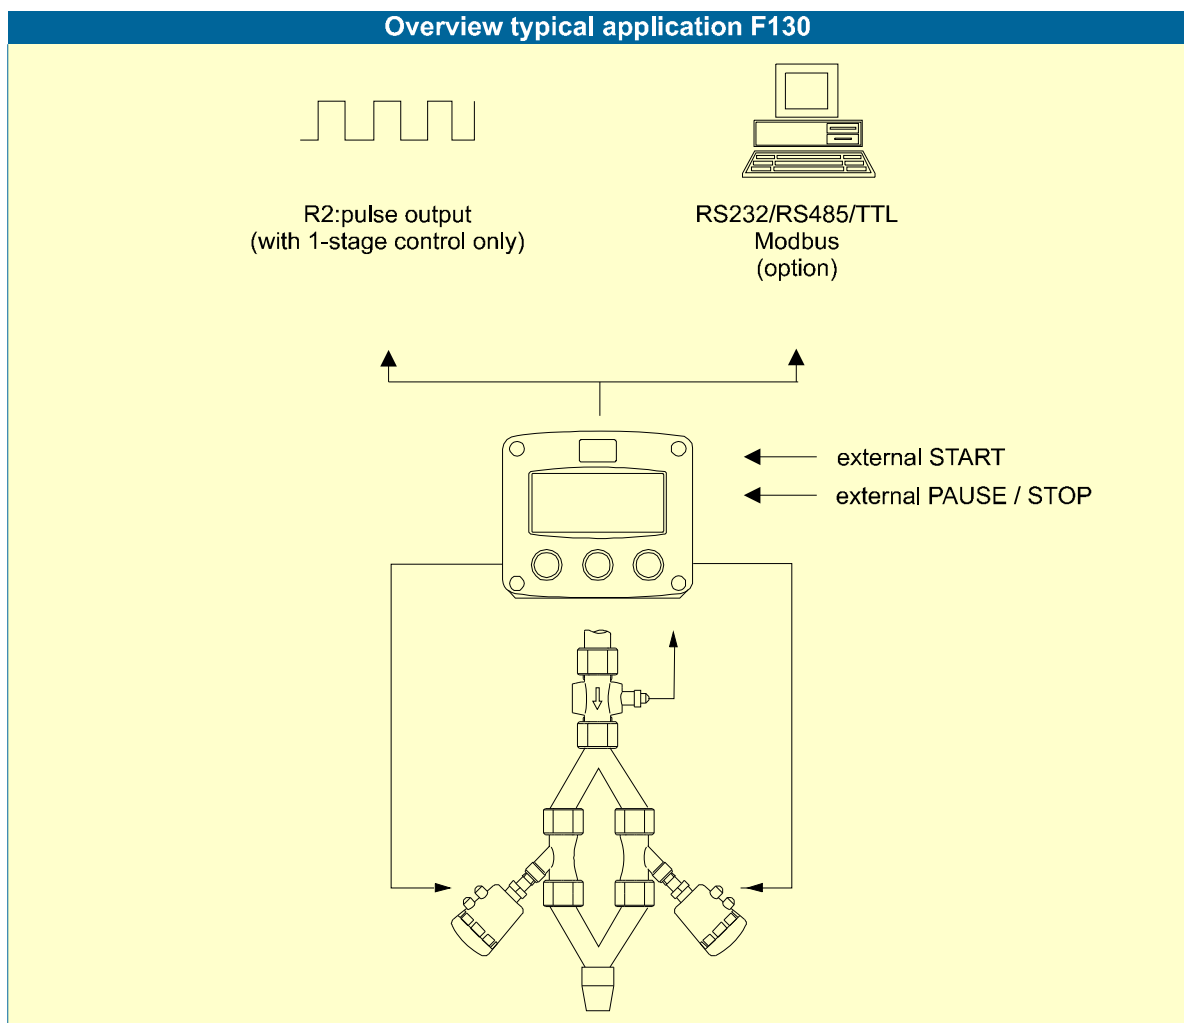 Overview typical application F130
R2:pulse output
(with 1-stage control only)
RS232/RS485/TTL
Modbus
(option)
external START
external PAUSE / STOP